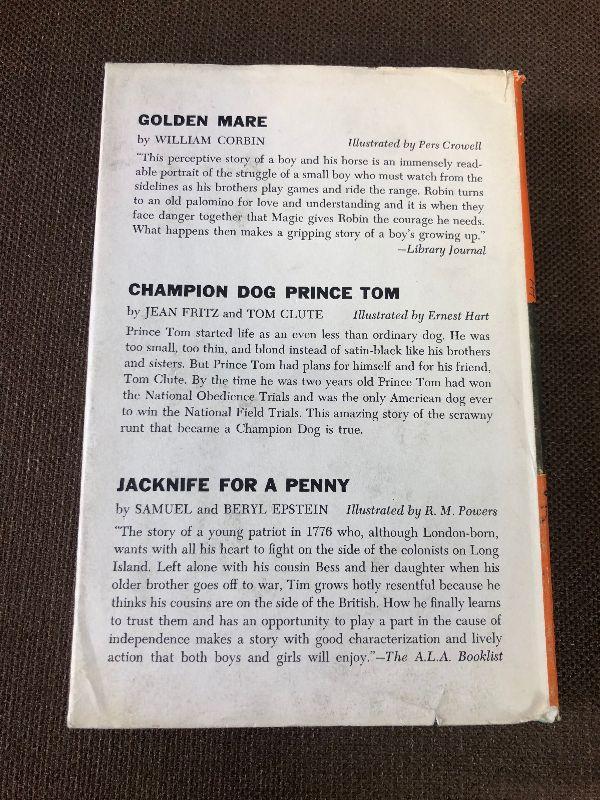 GOLDEN MARE
by WILLIAM CORBIN Illustrated by Pers Crowell
"This perceptive story of a boy and his horse is an immensely read-
able portrait of the struggle of a small boy who must watch from the
sidelines as his brothers play games and ride the range. Robin turns
to an old palomino for love and understanding and it is when they
face danger together that Magic gives Robin the courage he needs.
What happens then makes a gripping story of a boy's growing up."
—Library Journal
CHAMPION DOG PRINCE TOM
by JEAN FRITZ and TOM CLUTE Illustrated by Ernest Hart
Prince Tom started life as an even less than ordinary dog. He was
too small, too thin, and blond instead of satin-black like his brothers
and sisters. But Prince Tom had plans for himself and for his friend,
Tom Clute. By the time he was two years old Prince Tom had won
the National Obedience Trials and was the only American dog ever
to win the National Field Trials. This amazing story of the scrawny
runt that became a Champion Dog is true.
JACKNIFE FOR A PENNY
by SAMUEL and BERYL EPSTEIN Illustrated by R. M. Powers
"The story of a young patriot in 1776 who, although London-born,
wants with all his heart to fight on the side of the colonists on Long
Island. Left alone with his cousin Bess and her daughter when his
older brother goes off to war, Tim grows hotly resentful because he
thinks his cousins are on the side of the British. How he finally learns
to trust them and has an opportunity to play a part in the cause of
independence makes a story with good characterization and lively
action that both boys and girls will enjoy."—The A.L.A. Booklist